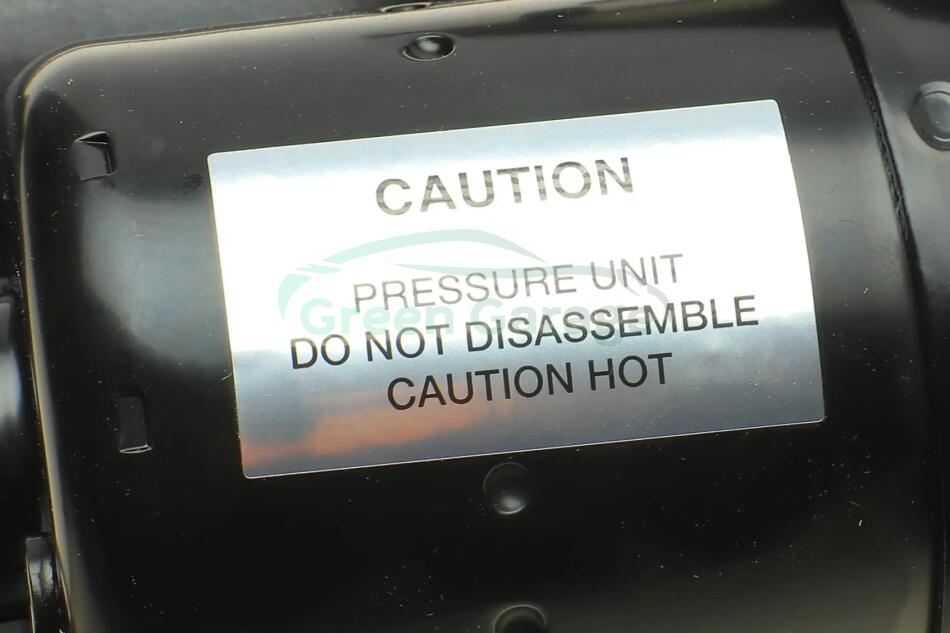 CAUTION
PRESSURE UNIT
Green Garage
DO NOT DISASSEMBLE
CAUTION HOT